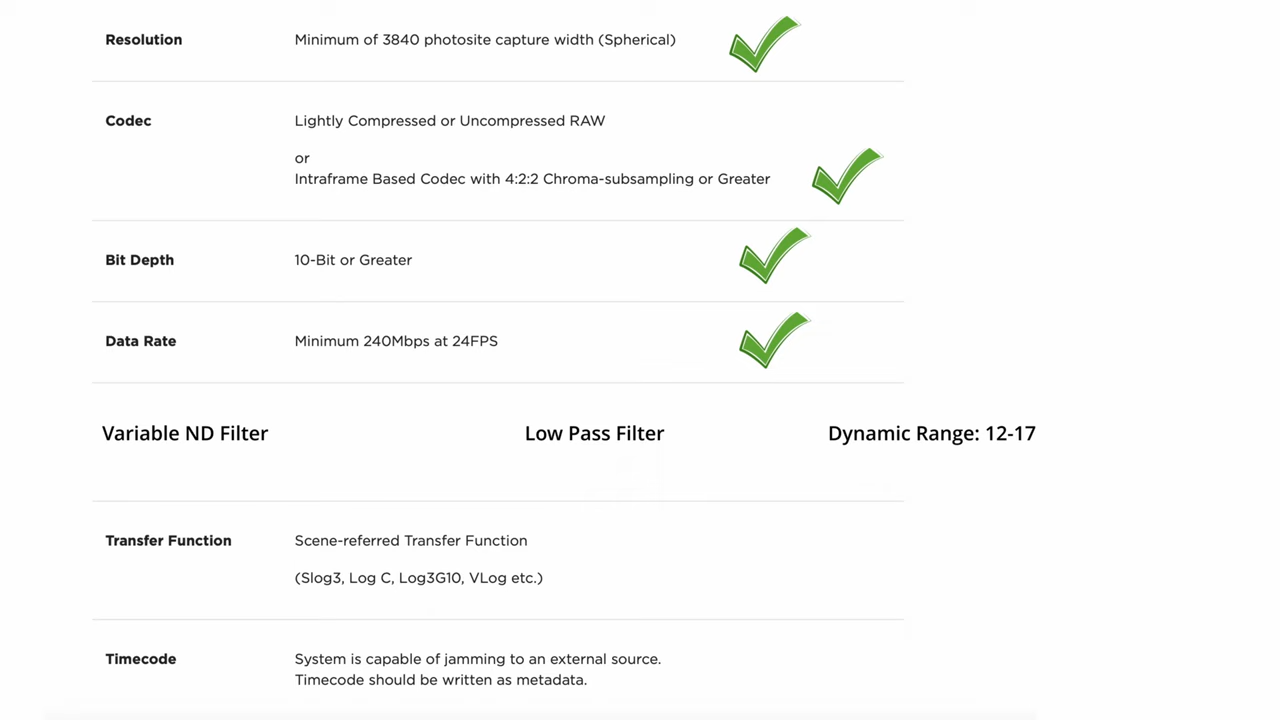 Resolution Minimum of 3840 photosite capture width (Spherical)
Codec Lightly Compressed or Uncompressed RAW
or
Intraframe Based Codec with 4:2:2 Chroma-subsampling or Greater
Bit Depth 10-Bit or Greater
Data Rate Minimum 240Mbps at 24FPS
Variable ND Filter Low Pass Filter Dynamic Range: 12-17
Transfer Function Scene-referred Transfer Function
(Slog3, Log C, Log3G10, VLog etc.)
Timecode System is capable of jamming to an external source.
Timecode should be written as metadata.